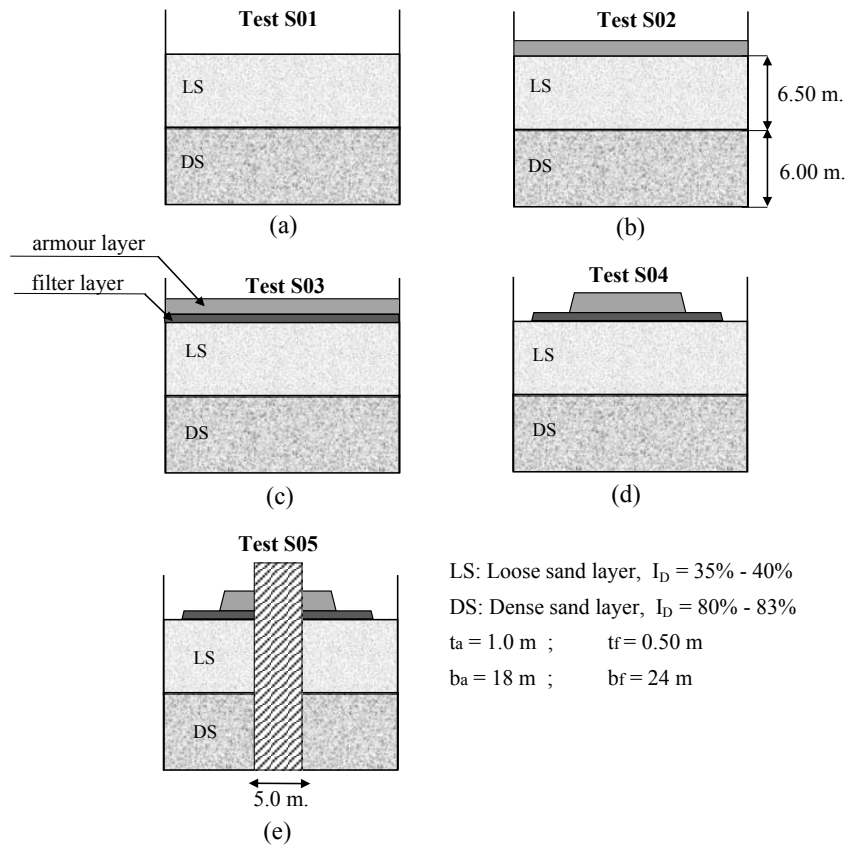 Test S01
LS
DS
(a)
Test S02
LS
DS
6.50 m.
6.00 m.
(b)
armour layer
filter layer
Test S03
LS
DS
(c)
Test S04
LS
DS
(d)
Test S05
LS
DS
5.0 m.
(e)
LS: Loose sand layer, ID = 35% - 40%
DS: Dense sand layer, ID = 80% - 83%
ta = 1.0 m ; tf = 0.50 m
ba = 18 m ; bf = 24 m